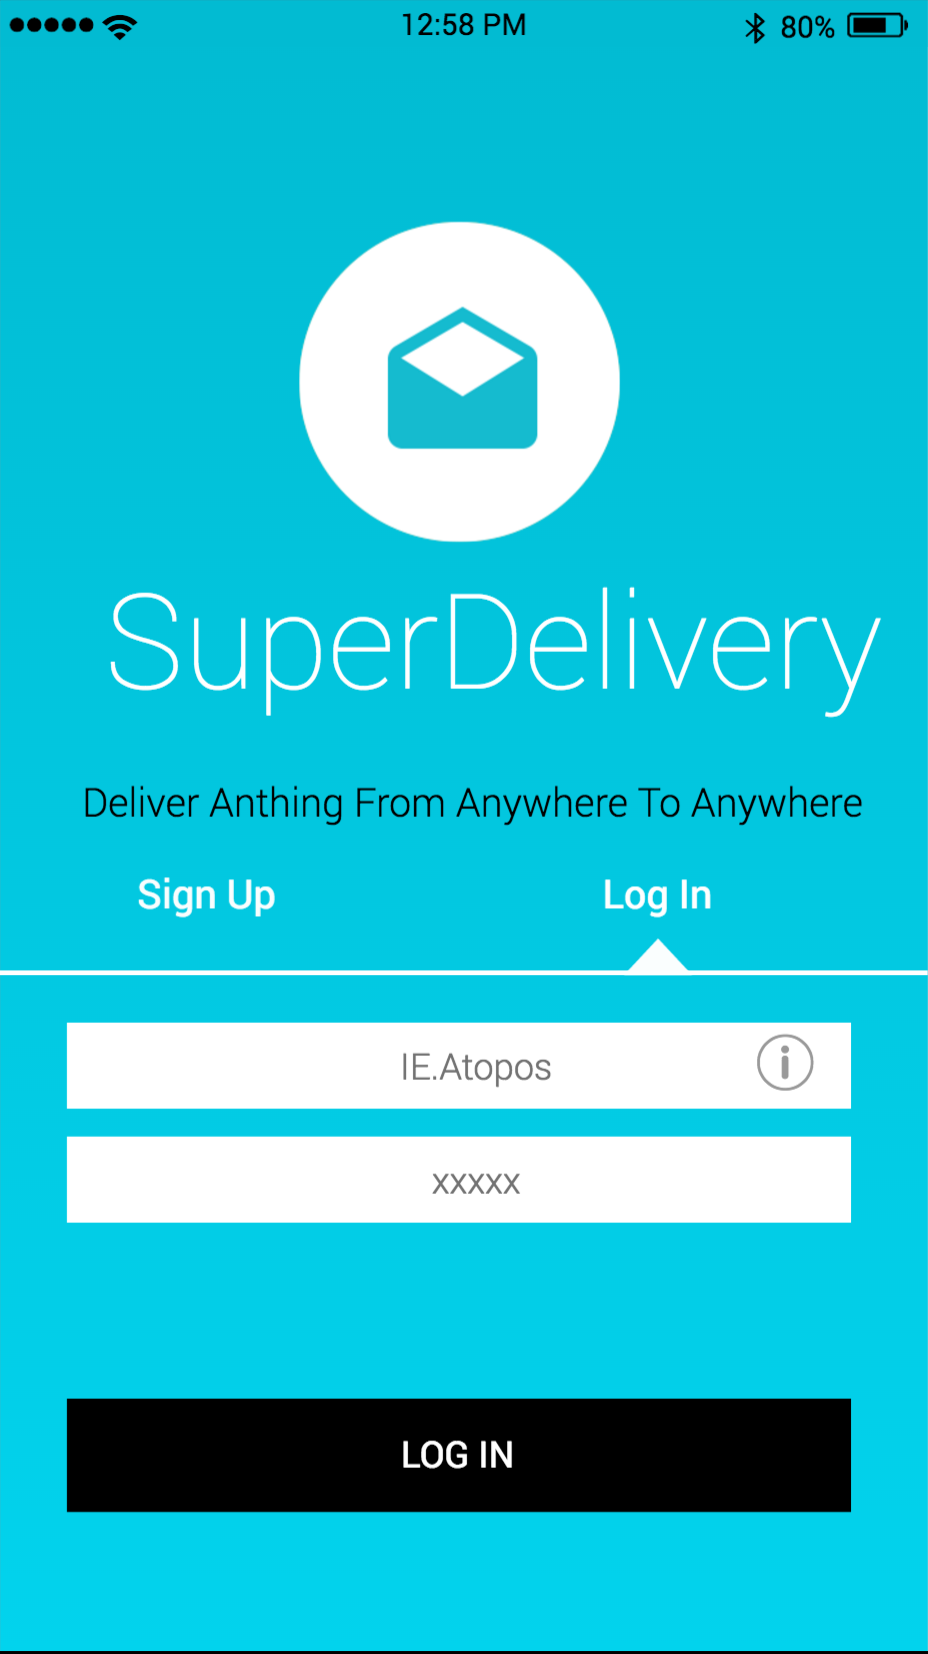 12:58 PM
80%
SuperDelivery
Deliver Anthing From Anywhere To Anywhere
Sign Up
Log In
IE.Atopos
xxxxx
LOG IN